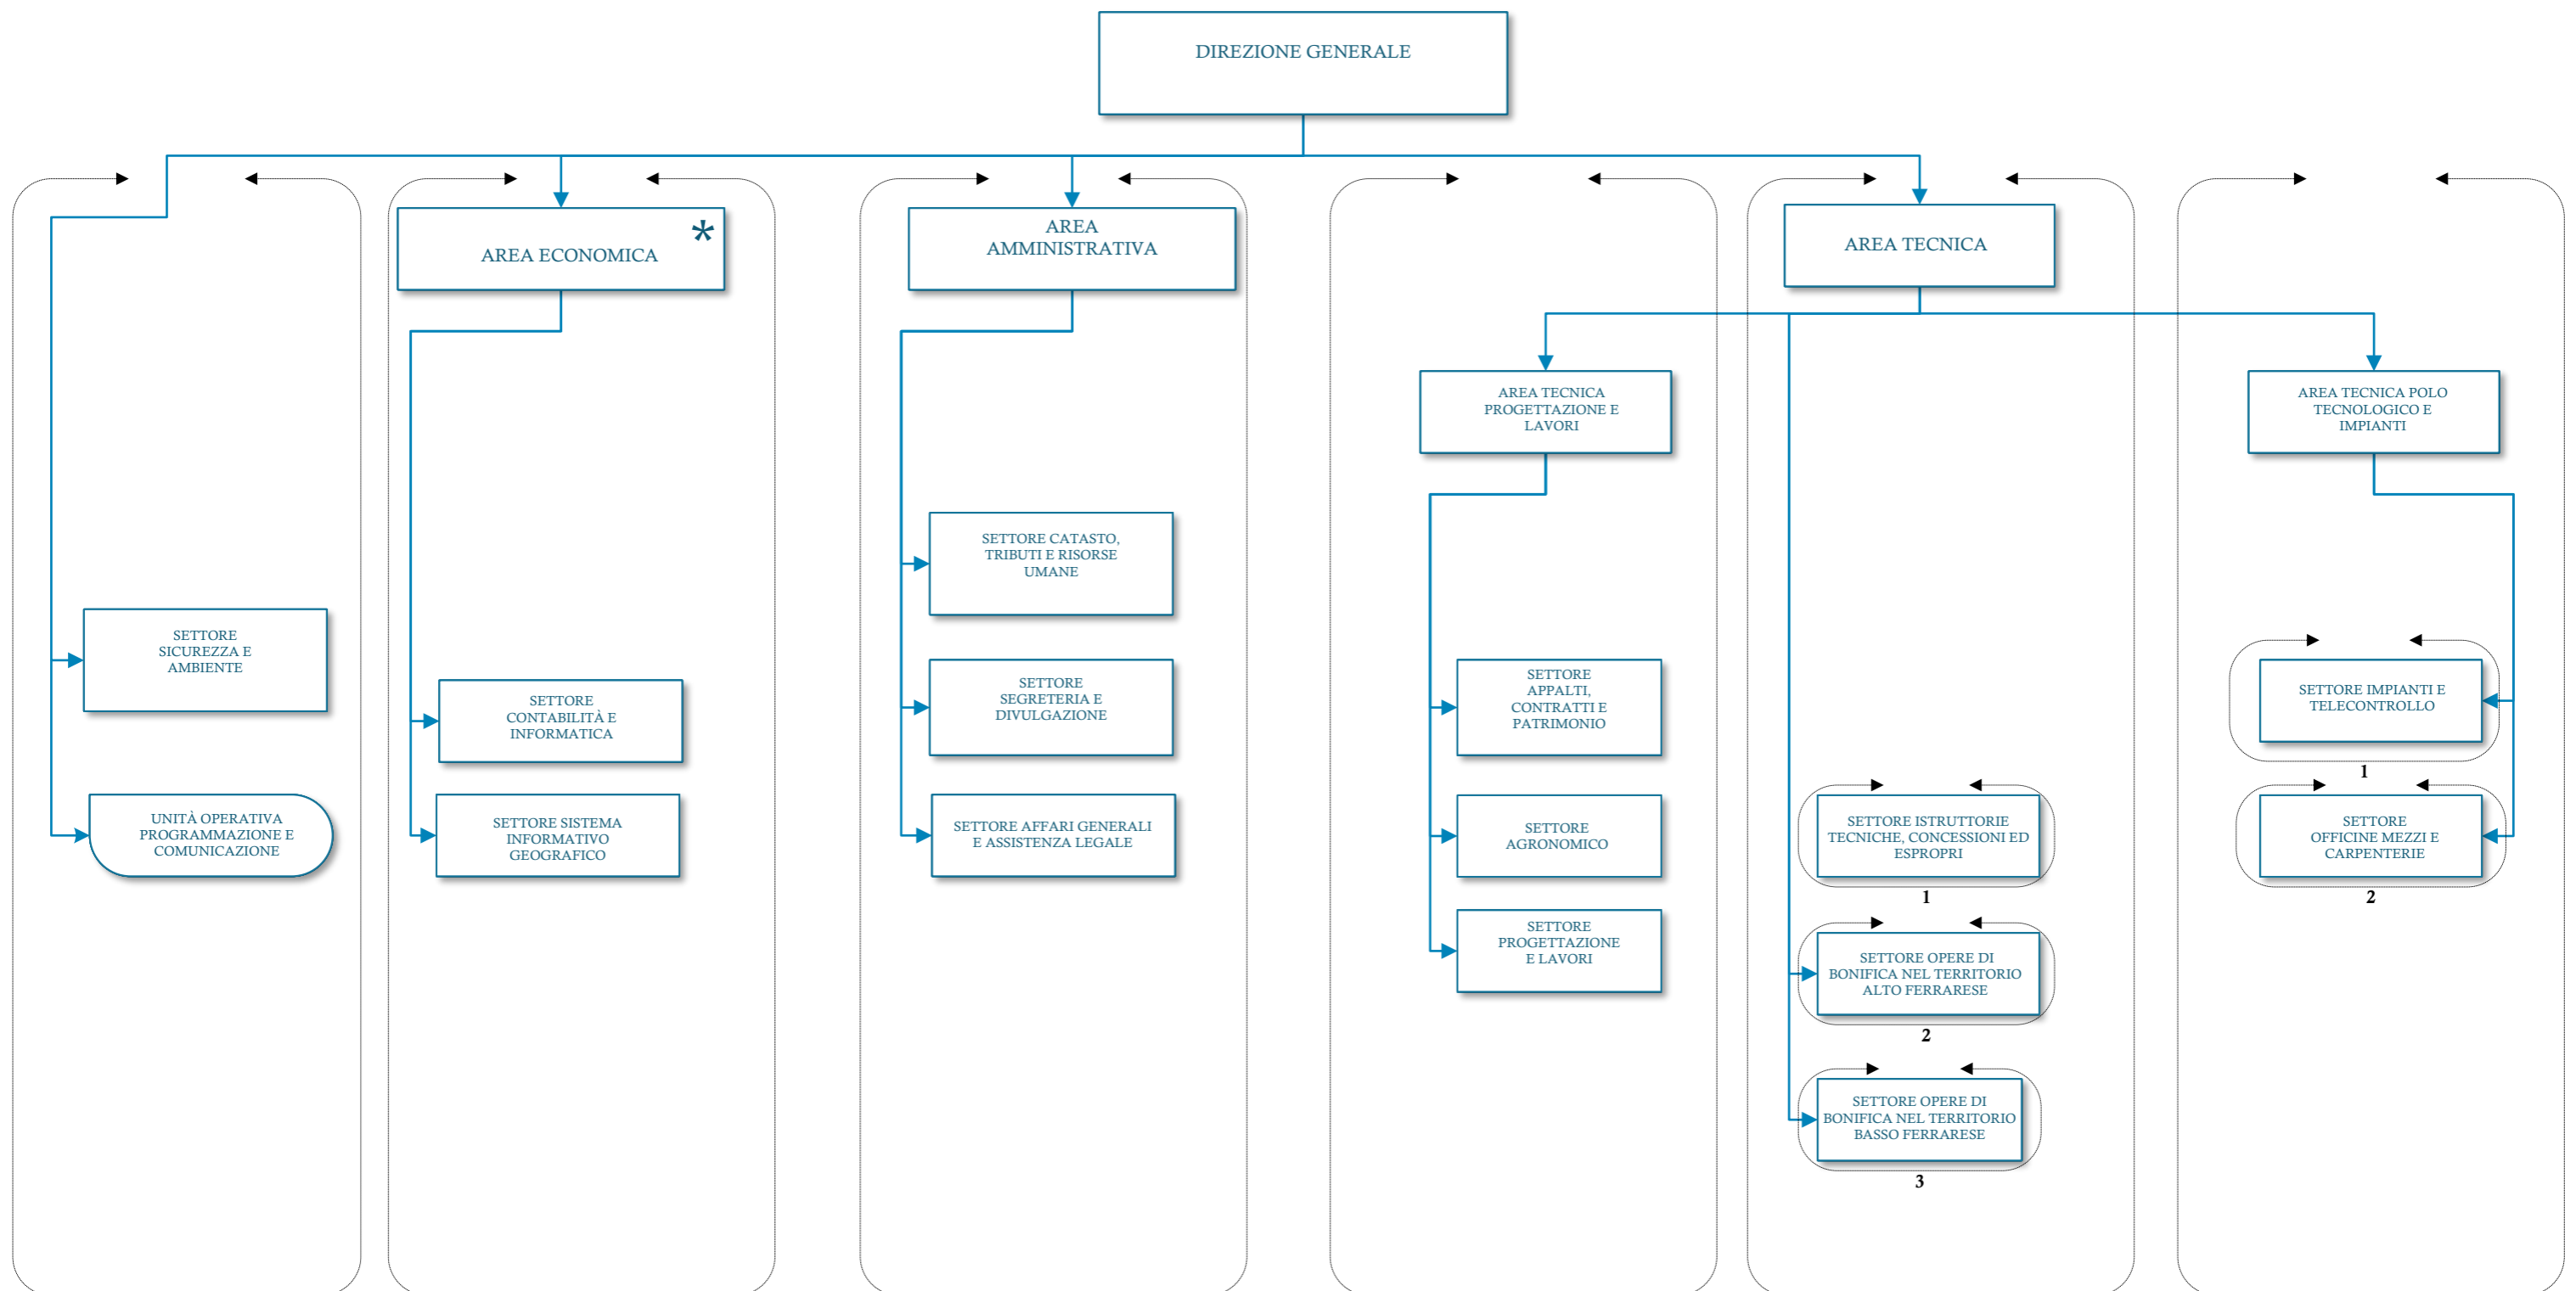 DIREZIONE GENERALE
AREA ECONOMICA
*
AREA
AMMINISTRATIVA
AREA TECNICA
AREA TECNICA
PROGETTAZIONE E
LAVORI
AREA TECNICA POLO
TECNOLOGICO E
IMPIANTI
SETTORE
SICUREZZA E
AMBIENTE
UNITÀ OPERATIVA
PROGRAMMAZIONE E
COMUNICAZIONE
SETTORE
CONTABILITÀ E
INFORMATICA
SETTORE SISTEMA
INFORMATIVO
GEOGRAFICO
SETTORE CATASTO,
TRIBUTI E RISORSE
UMANE
SETTORE
SEGRETERIA E
DIVULGAZIONE
SETTORE AFFARI GENERALI
E ASSISTENZA LEGALE
SETTORE
APPALTI,
CONTRATTI E
PATRIMONIO
SETTORE
AGRONOMICO
SETTORE
PROGETTAZIONE
E LAVORI
SETTORE ISTRUTTORIE
TECNICHE, CONCESSIONI ED
ESPROPRI
1
SETTORE OPERE DI
BONIFICA NEL TERRITORIO
ALTO FERRARESE
2
SETTORE OPERE DI
BONIFICA NEL TERRITORIO
BASSO FERRARESE
3
SETTORE IMPIANTI E
TELECONTROLLO
1
SETTORE
OFFICINE MEZZI E
CARPENTERIE
2